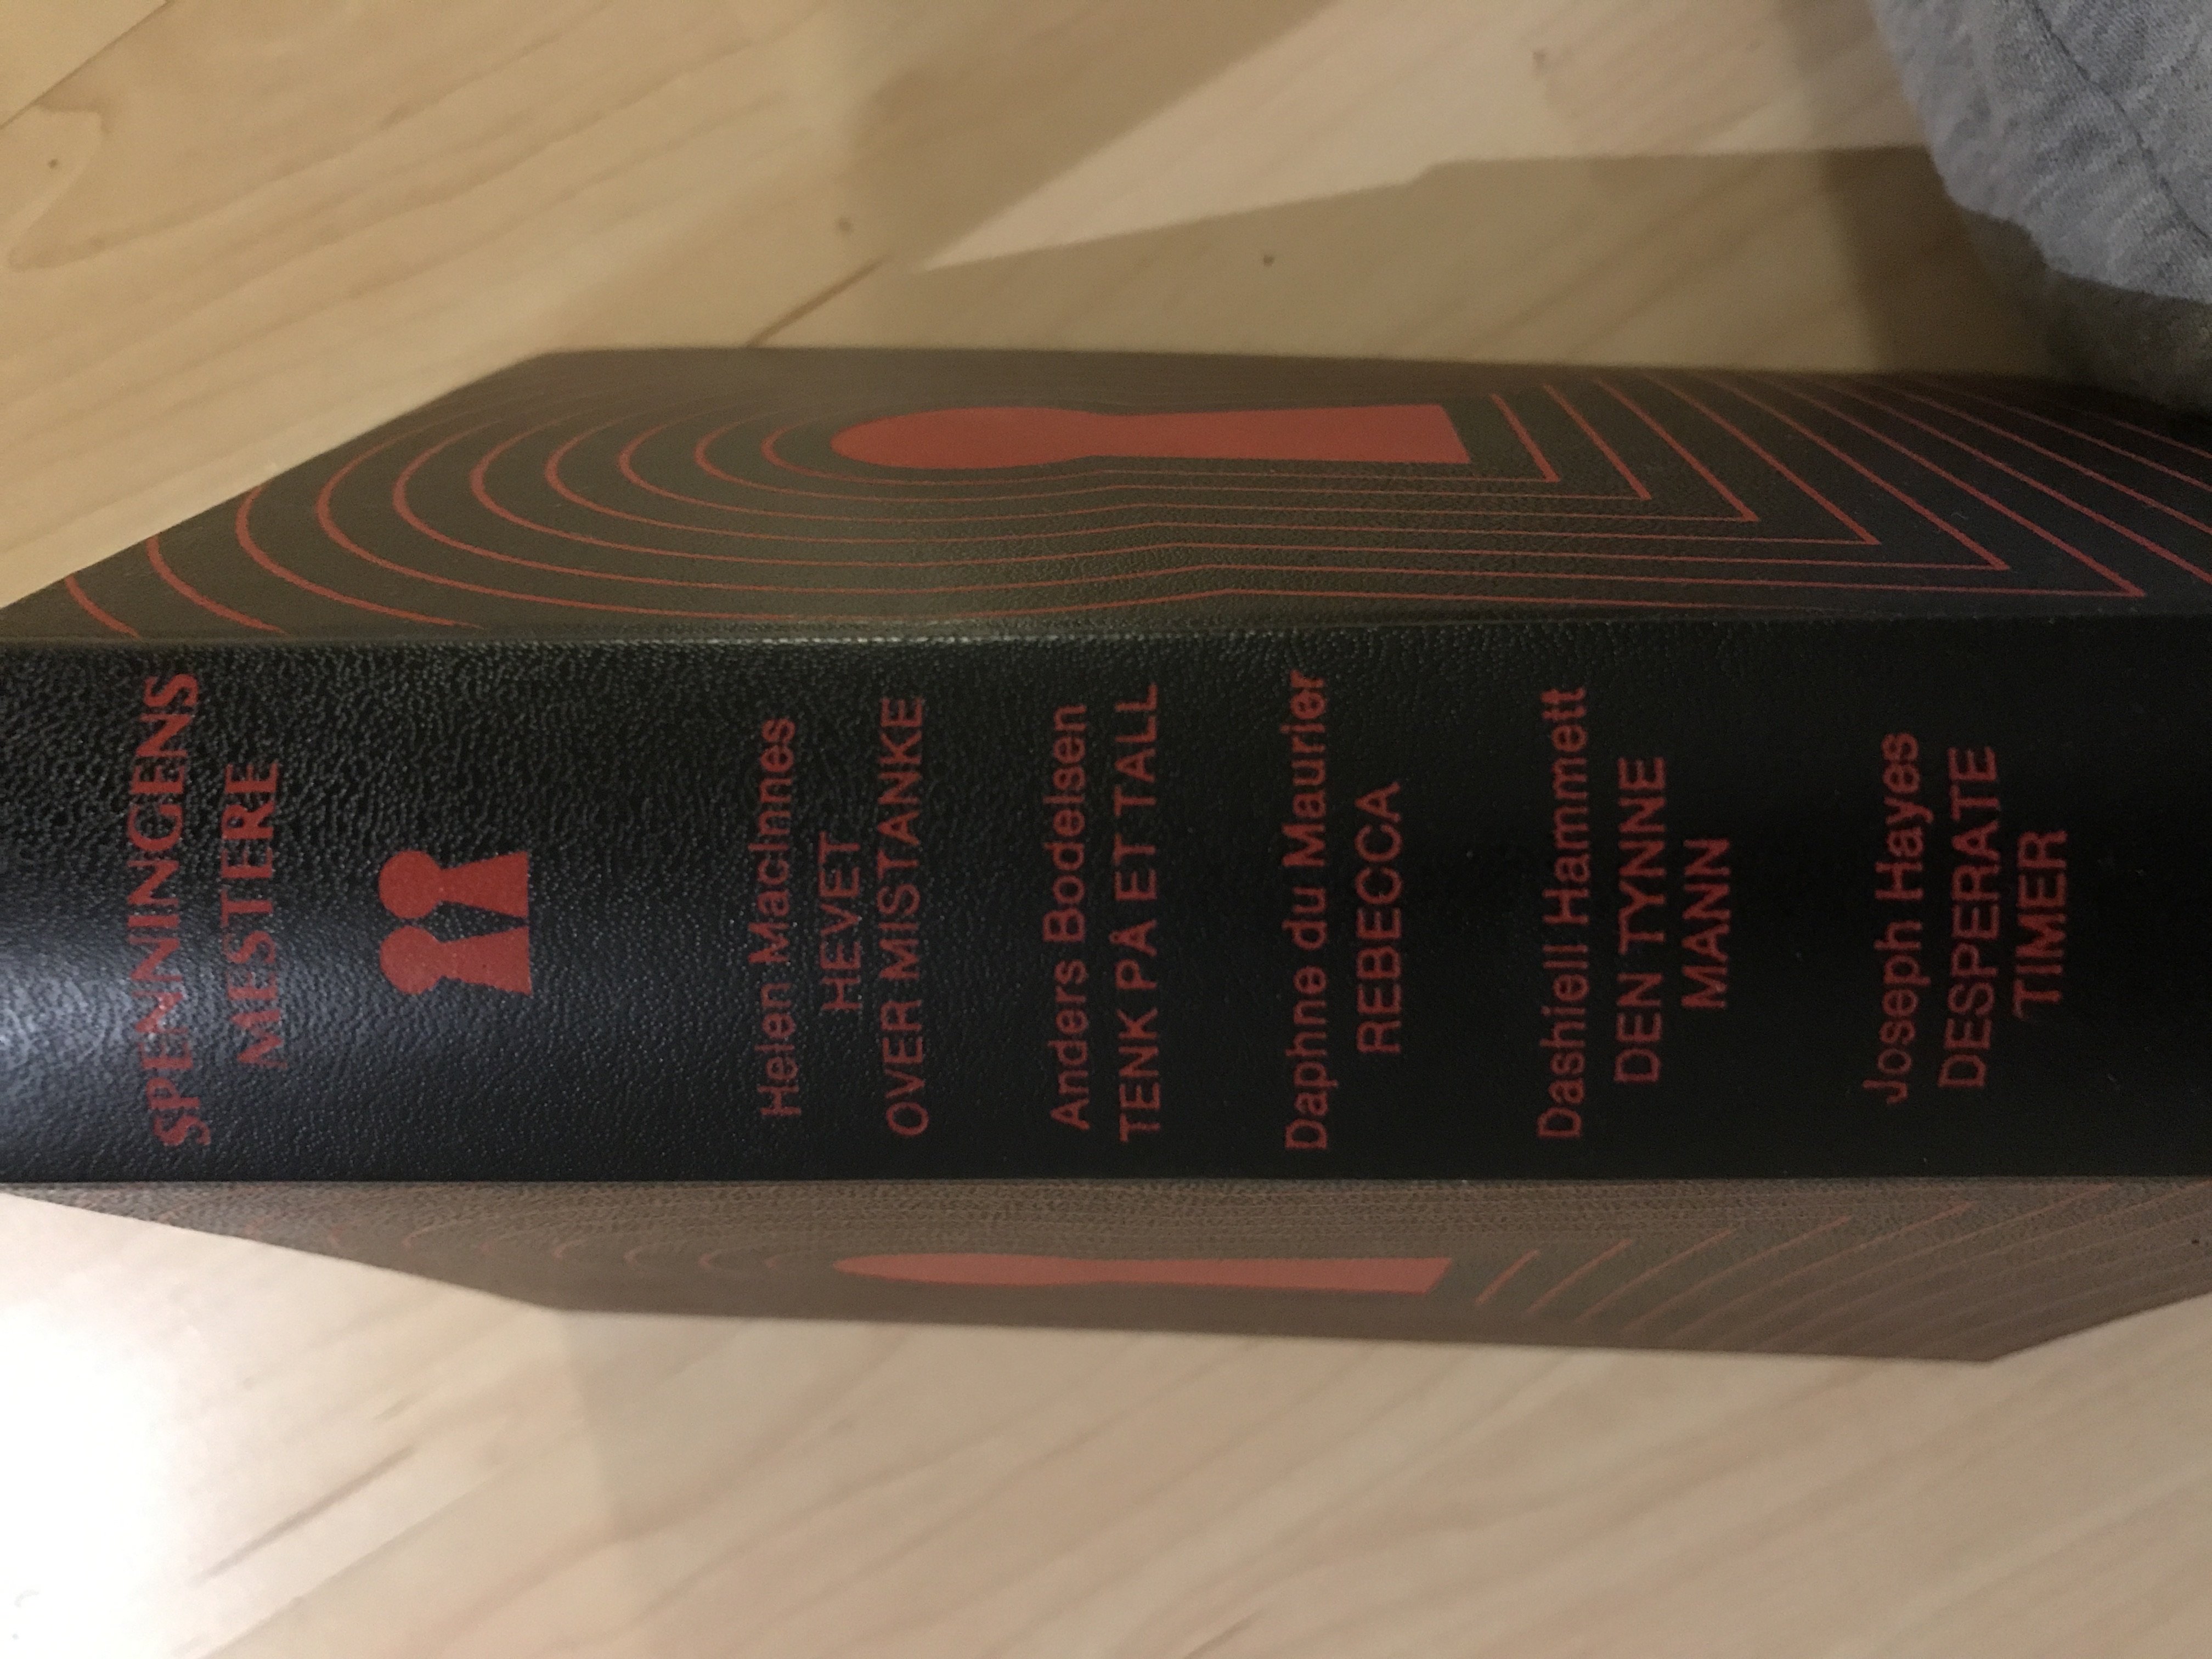 SPENNINGENS
MESTERE
Helen MacInnes
HEVET
OVER MISTANKE
Anders Bodelsen
TENK PÅ ET TALL
Daphne du Maurier
REBECCA
Dashiell Hammett
DEN TYNNE
MANN
Joseph Hayes
DESPERATE
TIMER